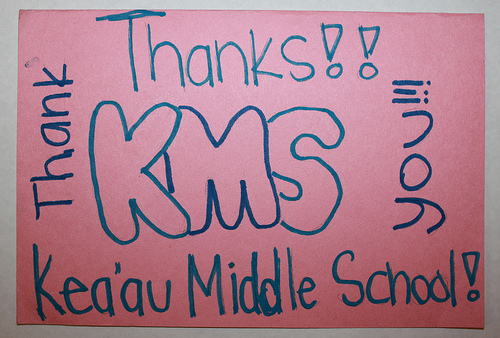 Thanks!!
Thank
KMS
you!!!
Kea'au Middle School!